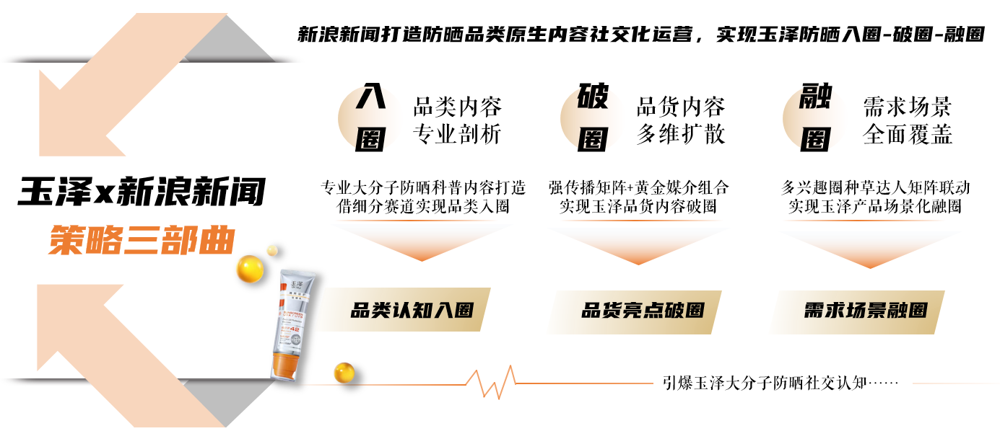 新浪新闻打造防晒品类原生内容社交化运营，实现玉泽防晒入圈-破圈-融圈
入圈
品类内容
专业剖析
破圈
品货内容
多维扩散
融圈
需求场景
全面覆盖
玉泽x新浪新闻
策略三部曲
专业大分子防晒科普内容打造
借细分赛道实现品类入圈
强传播矩阵+黄金媒介组合
实现玉泽品货内容破圈
多兴趣圈种草达人矩阵联动
实现玉泽产品场景化融圈
玉泽
SUNSCREEN
42
品类认知入圈
品货亮点破圈
需求场景融圈
引爆玉泽大分子防晒社交认知……